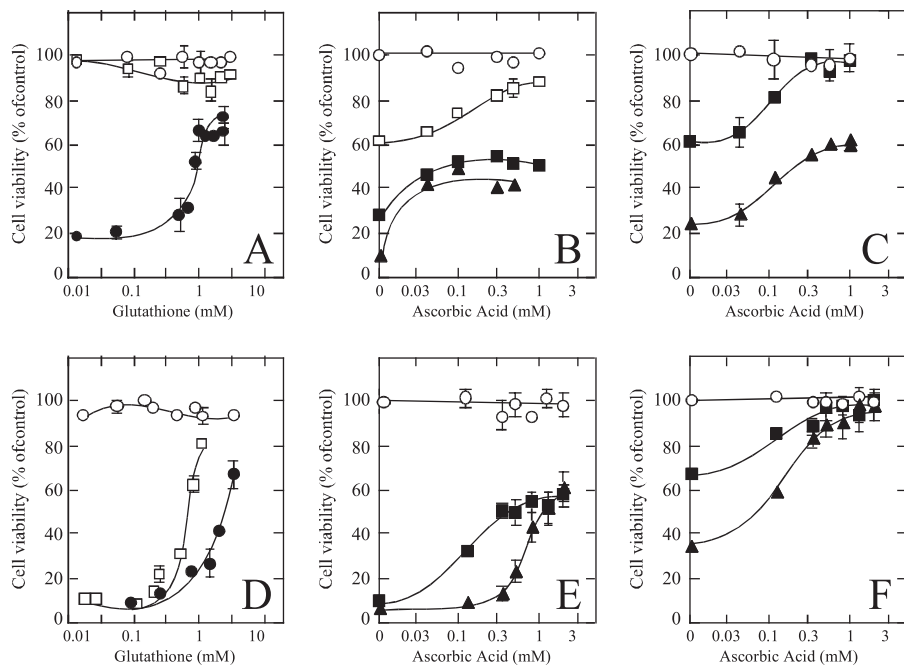 Cell viability (% ofcontrol)
100
80
60
40
20
0
A
0.01 0.1 1 10
Glutathione (mM)
Cell viability (% ofcontrol)
100
80
60
40
20
0
B
0 0.03 0.1 0.3 1 3
Ascorbic Acid (mM)
Cell viability (% ofcontrol)
100
80
60
40
20
0
C
0 0.03 0.1 0.3 1 3
Ascorbic Acid (mM)
Cell viability (% ofcontrol)
100
80
60
40
20
0
D
0.01 0.1 1 10
Glutathione (mM)
Cell viability (% ofcontrol)
100
80
60
40
20
0
E
0 0.03 0.1 0.3 1 3
Ascorbic Acid (mM)
Cell viability (% ofcontrol)
100
80
60
40
20
0
F
0 0.03 0.1 0.3 1 3
Ascorbic Acid (mM)